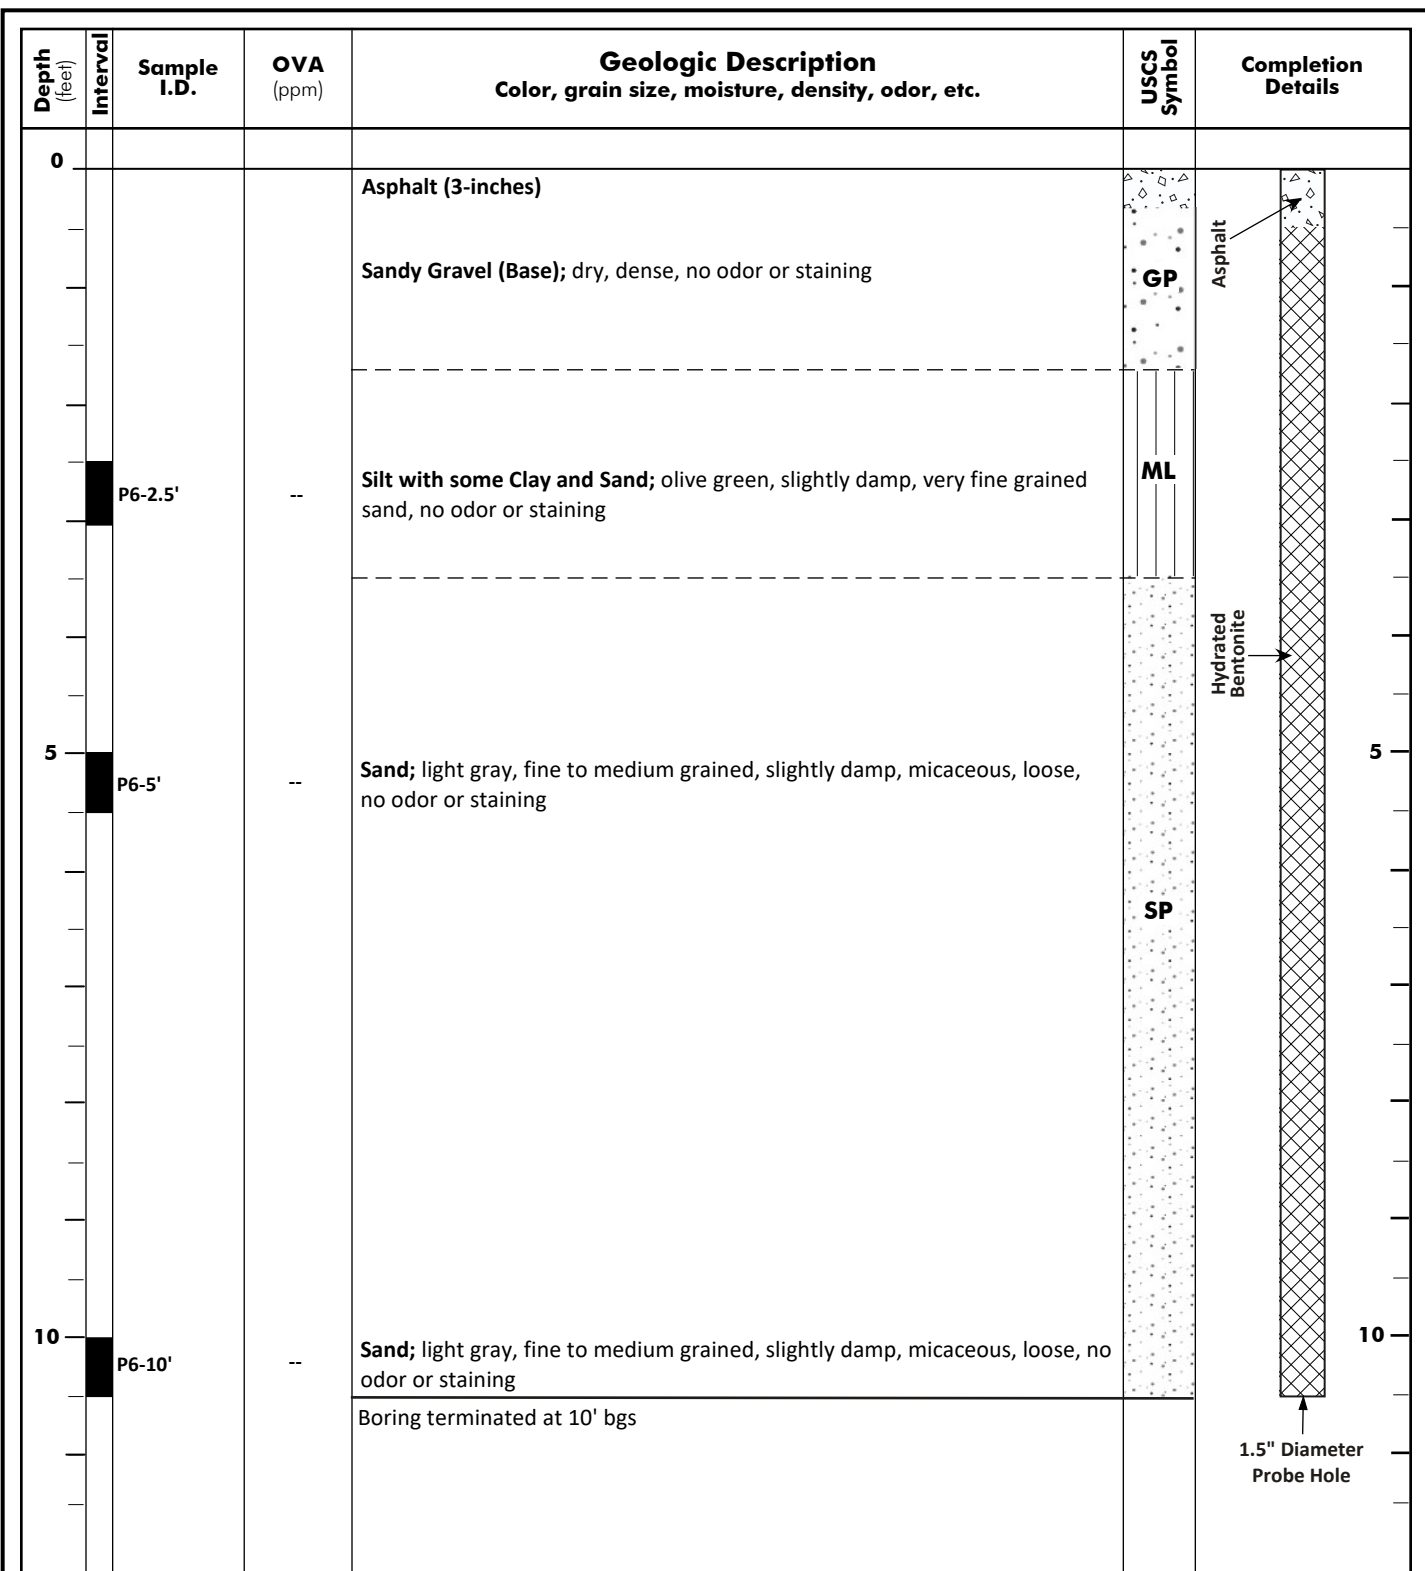 Depth
(feet)
Interval
Sample
I.D.
OVA
(ppm)
Geologic Description
Color, grain size, moisture, density, odor, etc.
USCS
Symbol
Completion
Details
0
Asphalt (3-inches)
Asphalt
Sandy Gravel (Base); dry, dense, no odor or staining
GP
P6-2.5'
--
Silt with some Clay and Sand; olive green, slightly damp, very fine grained
sand, no odor or staining
ML
Hydrated
Bentonite
5
P6-5'
--
Sand; light gray, fine to medium grained, slightly damp, micaceous, loose,
no odor or staining
5
SP
10
P6-10'
--
Sand; light gray, fine to medium grained, slightly damp, micaceous, loose, no
odor or staining
10
Boring terminated at 10' bgs
1.5" Diameter
Probe Hole